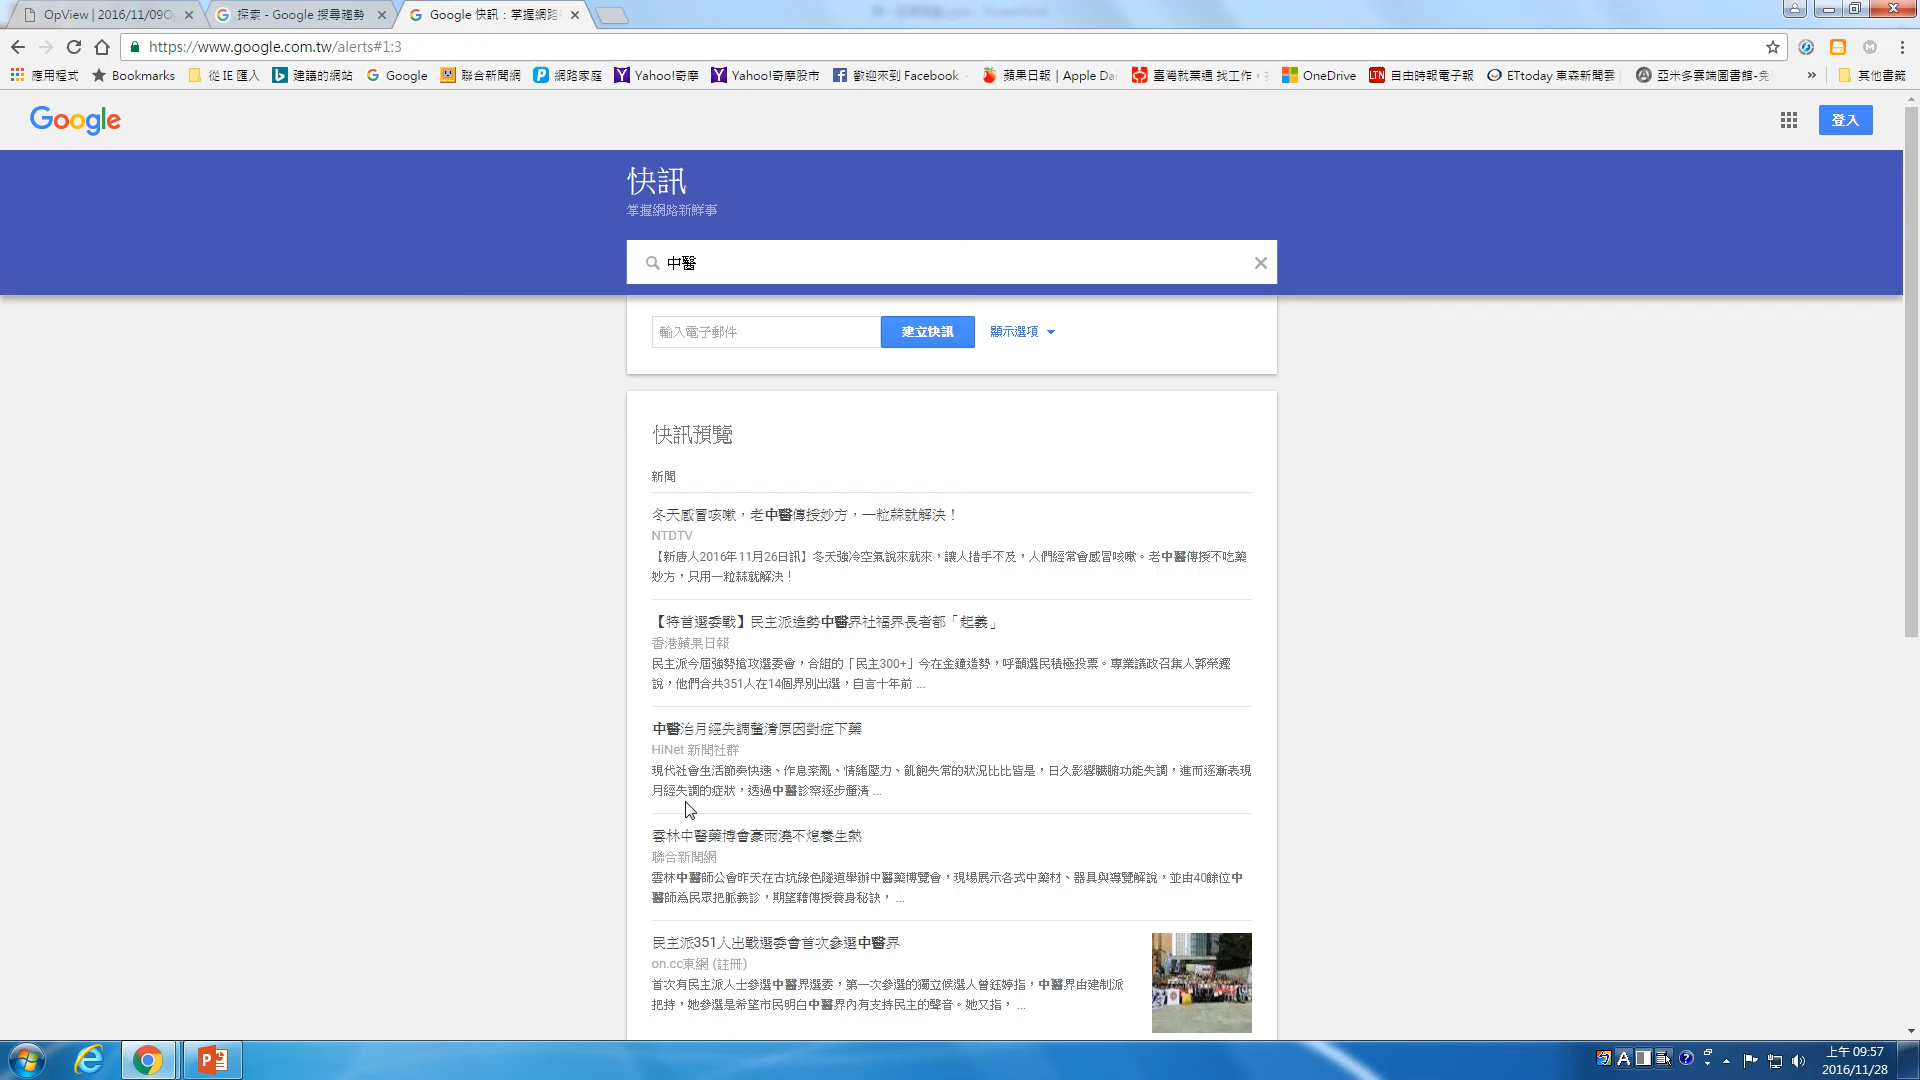 OpView | 2016/11/09O
探索 - Google 搜尋趨勢
Google 快訊：掌握網路
https://www.google.com.tw/alerts#1:3
應用程式
Bookmarks
從 IE 匯入
建議的網站
Google
聯合新聞網
網路家庭
Yahoo!奇摩
Yahoo!奇摩股市
歡迎來到 Facebook
蘋果日報 | Apple Dai
臺灣就業通 找工作，
OneDrive
自由時報電子報
ETtoday 東森新聞雲
亞米多雲端圖書館-免
»
其他書籤
Google
登入
快訊
掌握網路新鮮事
中醫
輸入電子郵件
建立快訊
顯示選項
快訊預覽
新聞
冬天感冒咳嗽，老中醫傳授妙方，一粒蒜就解決！
NTDTV
【新唐人2016年11月26日訊】冬天強冷空氣說來就來，讓人措手不及，人們經常會感冒咳嗽。老中醫傳授不吃藥
妙方，只用一粒蒜就解決！
【特首選委戰】民主派造勢中醫界社福界長者都「起義」
香港蘋果日報
民主派今屆強勢搶攻選委會，合組的「民主300+」今在金鐘造勢，呼籲選民積極投票。專業議政召集人郭榮鏗
說，他們合共351人在14個界別出選，自言十年前 ...
中醫治月經失調釐清原因對症下藥
HiNet 新聞社群
現代社會生活節奏快速、作息紊亂、情緒壓力、飢飽失常的狀況比比皆是，日久影響臟腑功能失調，進而逐漸表現
月經失調的症狀，透過中醫診察逐步釐清 ...
雲林中醫藥博會豪雨澆不熄養生熱
聯合新聞網
雲林中醫師公會昨天在古坑綠色隧道舉辦中醫藥博覽會，現場展示各式中藥材、器具與導覽解說，並由40餘位中
醫師為民眾把脈義診，期望藉傳授養身秘訣， ...
民主派351人出戰選委會首次參選中醫界
on.cc東網 (註冊)
首次有民主派人士參選中醫界選委，第一次參選的獨立候選人曾鈺婷指，中醫界由建制派
把持，她參選是希望市民明白中醫界內有支持民主的聲音。她又指， ...
上午 09:57
2016/11/28